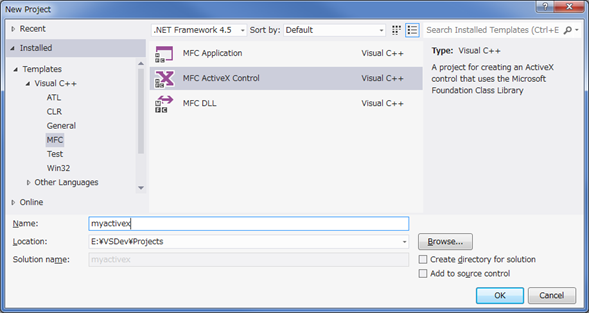 New Project
Recent
.NET Framework 4.5
Sort by: Default
Search Installed Templates (Ctrl+E
Installed
Templates
Visual C++
ATL
CLR
General
MFC
Test
Win32
Other Languages
Online
MFC Application Visual C++
MFC ActiveX Control Visual C++
MFC DLL Visual C++
Type: Visual C++
A project for creating an ActiveX
control that uses the Microsoft
Foundation Class Library
Name: myactivex
Location: E:¥VSDev¥Projects
Browse...
Solution name: myactivex
Create directory for solution
Add to source control
OK Cancel